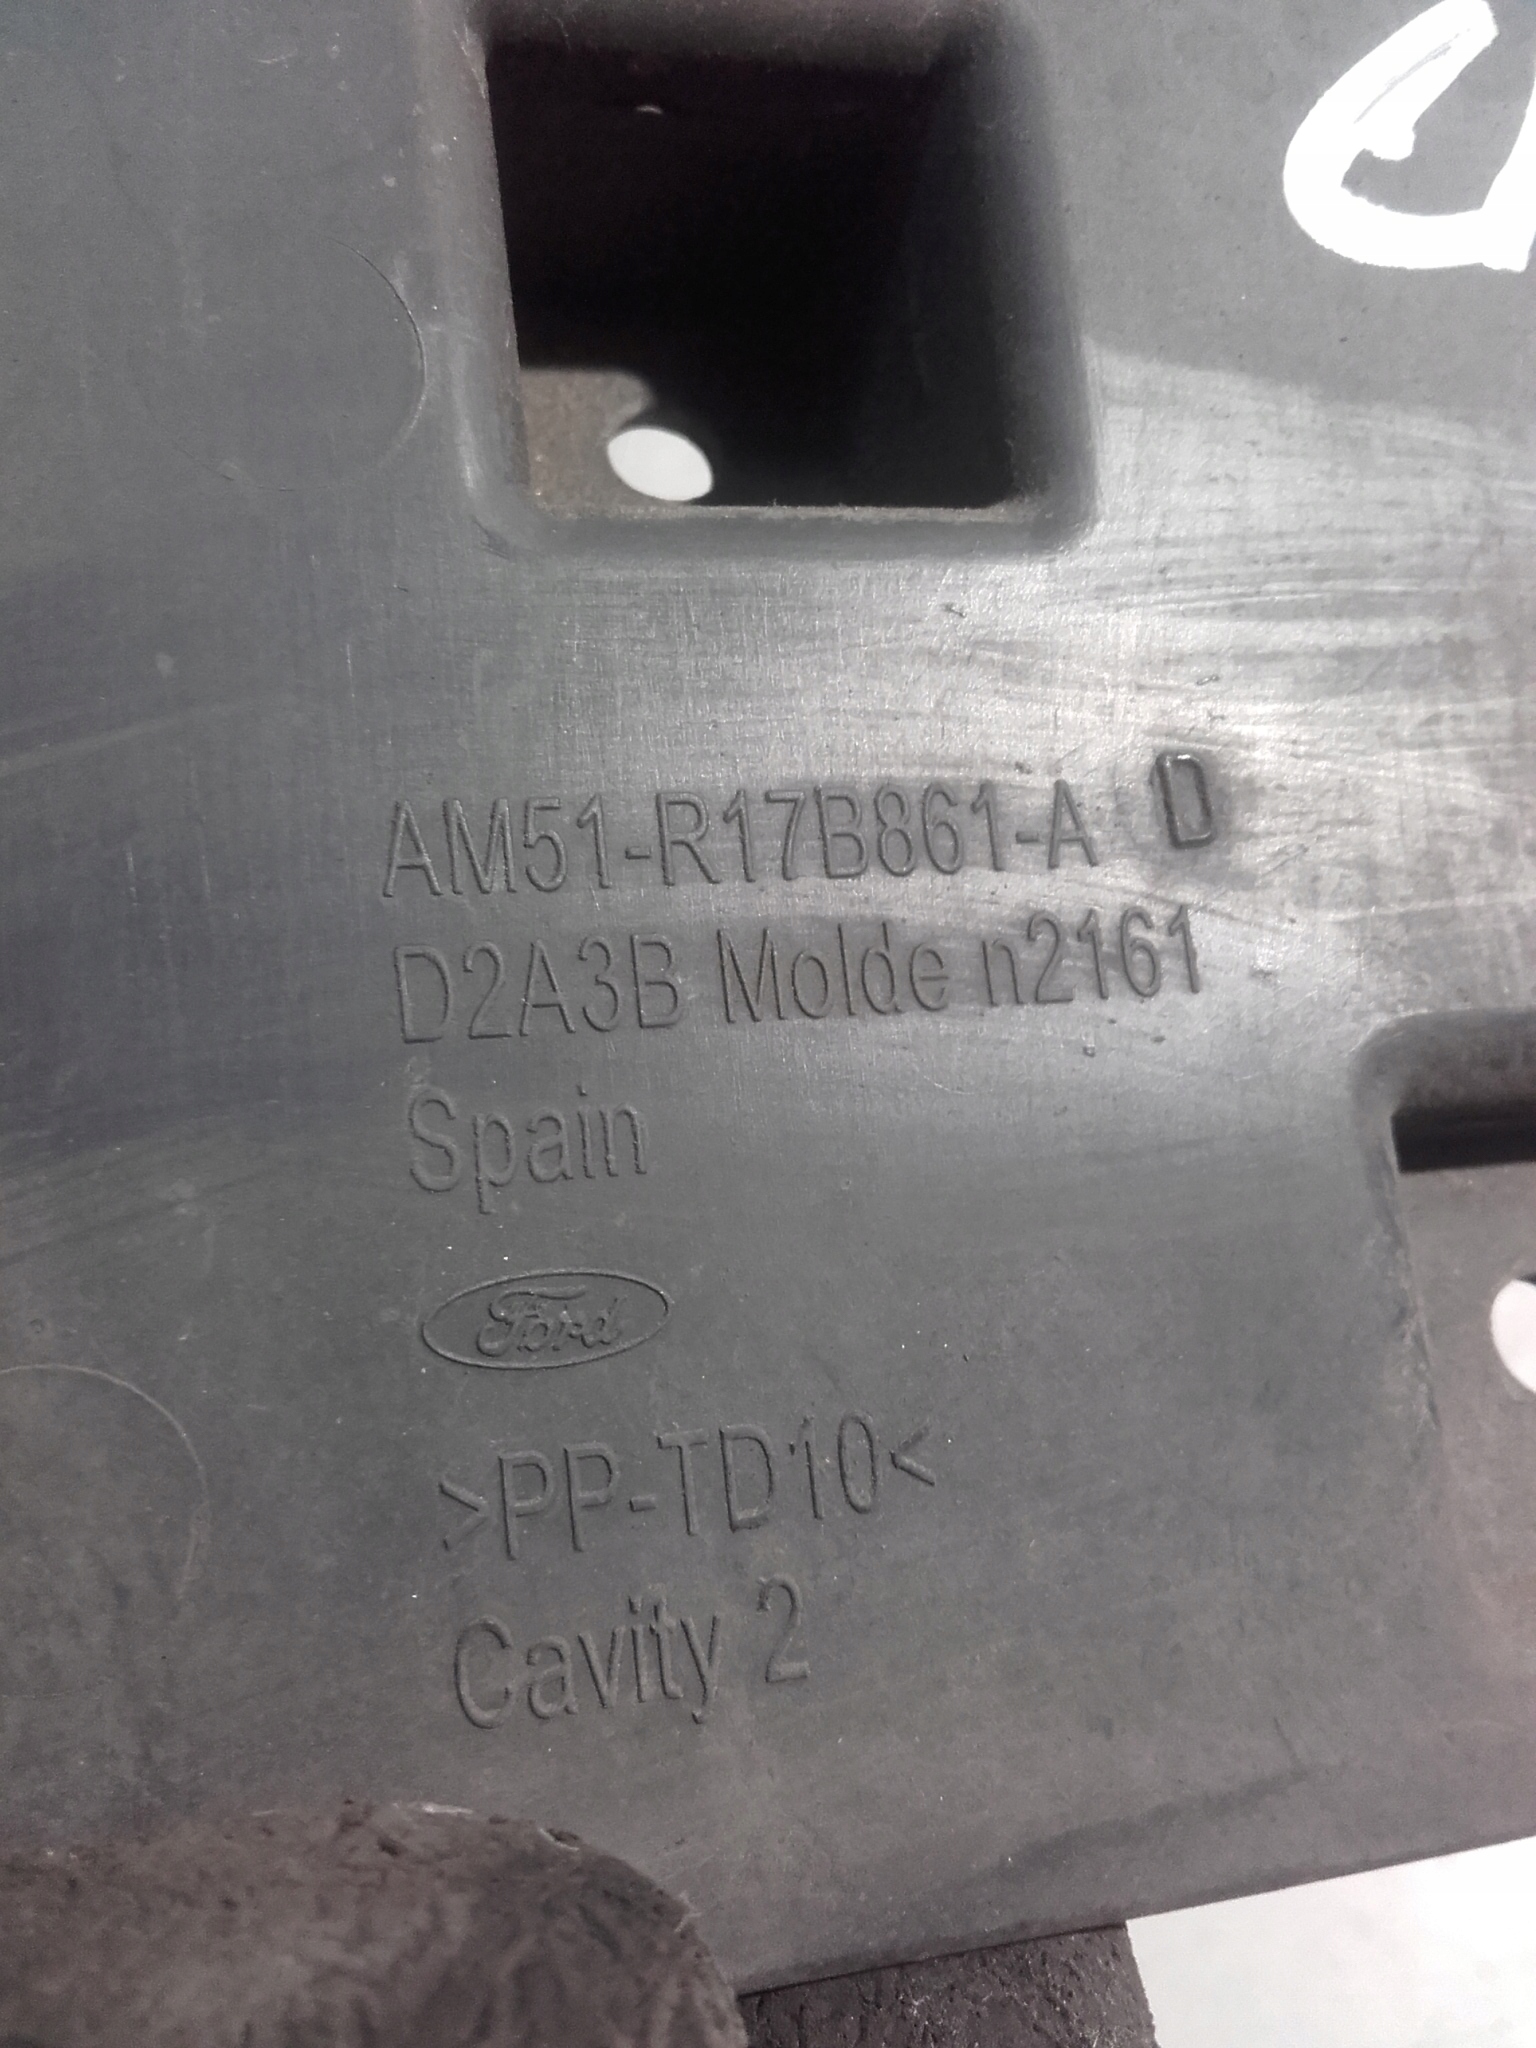 AM51-R17B861-A D
D2A3B Molde n2161
Spain
Ford
>PP-TD10<
Cavity 2